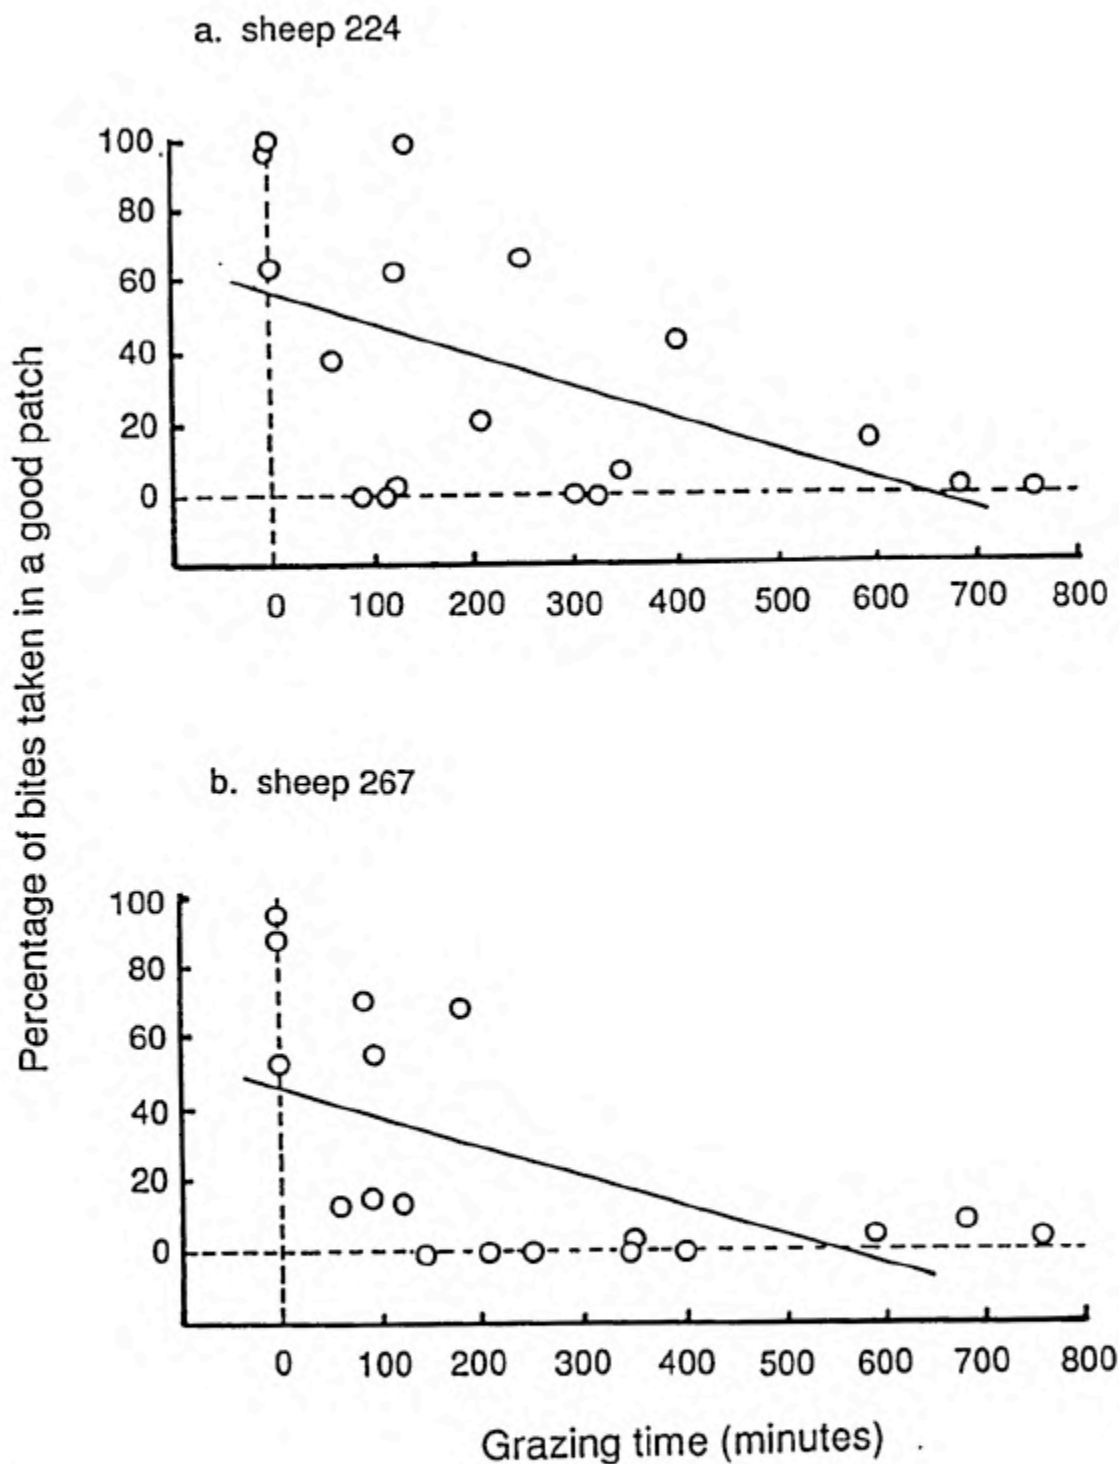 a. sheep 224
100
80
60
40
20
0
0 100 200 300 400 500 600 700 800
Percentage of bites taken in a good patch
b. sheep 267
100
80
60
40
20
0
0 100 200 300 400 500 600 700 800
Grazing time (minutes)